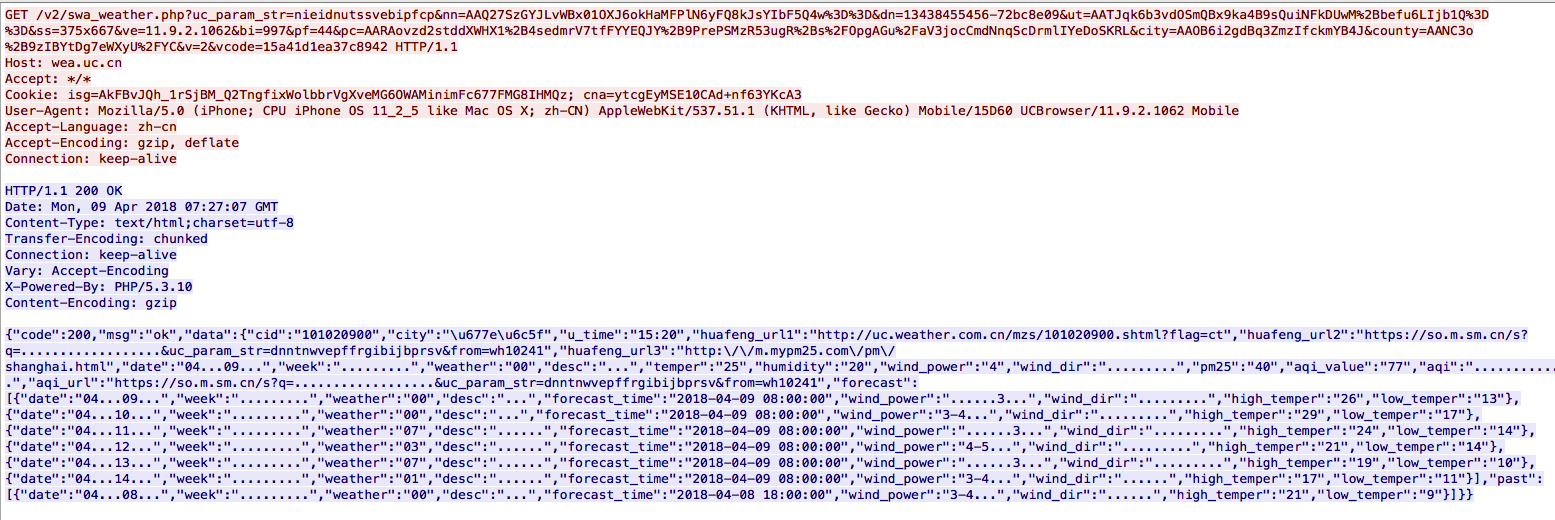 GET /v2/swa_weather.php?uc_param_str=nieidnutssvebipfcp&nn=AAQ27SzGYJLvWBx01OXJ6okHaMFPlN6yFQ8kJsYIbF5Q4w%3D%3D&dn=13438455456-72bc8e09&ut=AATJqk6b3vdOSmQBx9ka4B9sQuiNFkDUwM%2Bbefu6LIjb1Q%3D
%3D&ss=375x667&ve=11.9.2.1062&bi=997&pf=44&pc=AARAovzd2stddXWHX1%2B4sedmrV7tfFYYEQJY%2B9PrePSMzR53ugR%2Bs%2FOpgAGu%2FaV3jocCmdNnqScDrmlIYeDoSKRL&city=AAOB6i2gdBq3ZmzIfckmYB4J&county=AANC3o
%2B9zIBYtDg7eWXyU%2FYC&v=2&vcode=15a41d1ea37c8942 HTTP/1.1
Host: wea.uc.cn
Accept: */*
Cookie: isg=AkFBvJQh_1rSjBM_Q2TngfixWolbbrVgXveMG6OWAMinimFc677FMG8IHMQz; cna=ytcgEyMSE10CAd+nf63YKcA3
User-Agent: Mozilla/5.0 (iPhone; CPU iPhone OS 11_2_5 like Mac OS X; zh-CN) AppleWebKit/537.51.1 (KHTML, like Gecko) Mobile/15D60 UCBrowser/11.9.2.1062 Mobile
Accept-Language: zh-cn
Accept-Encoding: gzip, deflate
Connection: keep-alive
HTTP/1.1 200 OK
Date: Mon, 09 Apr 2018 07:27:07 GMT
Content-Type: text/html;charset=utf-8
Transfer-Encoding: chunked
Connection: keep-alive
Vary: Accept-Encoding
X-Powered-By: PHP/5.3.10
Content-Encoding: gzip
{"code":200,"msg":"ok","data":{"cid":"101020900","city":"\u677e\u6c5f","u_time":"15:20","huafeng_url1":"http://uc.weather.com.cn/mzs/101020900.shtml?flag=ct","huafeng_url2":"https://so.m.sm.cn/s?
q=..................&uc_param_str=dnntnwvepffrgibijbprsv&from=wh10241","huafeng_url3":"http:\/\/m.mypm25.com\/pm\/
shanghai.html","date":"04...09...","week":".........","weather":"00","desc":"...","temper":"25","humidity":"20","wind_power":"4","wind_dir":".........","pm25":"40","aqi_value":"77","aqi":"...........
.","aqi_url":"https://so.m.sm.cn/s?q=..................&uc_param_str=dnntnwvepffrgibijbprsv&from=wh10241","forecast":
[{"date":"04...09...","week":".........","weather":"00","desc":"...","forecast_time":"2018-04-09 08:00:00","wind_power":"......3...","wind_dir":".........","high_temper":"26","low_temper":"13"},
{"date":"04...10...","week":".........","weather":"00","desc":"...","forecast_time":"2018-04-09 08:00:00","wind_power":"3-4...","wind_dir":".........","high_temper":"29","low_temper":"17"},
{"date":"04...11...","week":".........","weather":"07","desc":"......","forecast_time":"2018-04-09 08:00:00","wind_power":"......3...","wind_dir":".........","high_temper":"24","low_temper":"14"},
{"date":"04...12...","week":".........","weather":"03","desc":"......","forecast_time":"2018-04-09 08:00:00","wind_power":"4-5...","wind_dir":".........","high_temper":"21","low_temper":"14"},
{"date":"04...13...","week":".........","weather":"07","desc":"......","forecast_time":"2018-04-09 08:00:00","wind_power":"......3...","wind_dir":".........","high_temper":"19","low_temper":"10"},
{"date":"04...14...","week":".........","weather":"01","desc":"......","forecast_time":"2018-04-09 08:00:00","wind_power":"3-4...","wind_dir":"......","high_temper":"17","low_temper":"11"}],"past":
[{"date":"04...08...","week":".........","weather":"00","desc":"...","forecast_time":"2018-04-08 18:00:00","wind_power":"3-4...","wind_dir":"......","high_temper":"21","low_temper":"9"}]}}